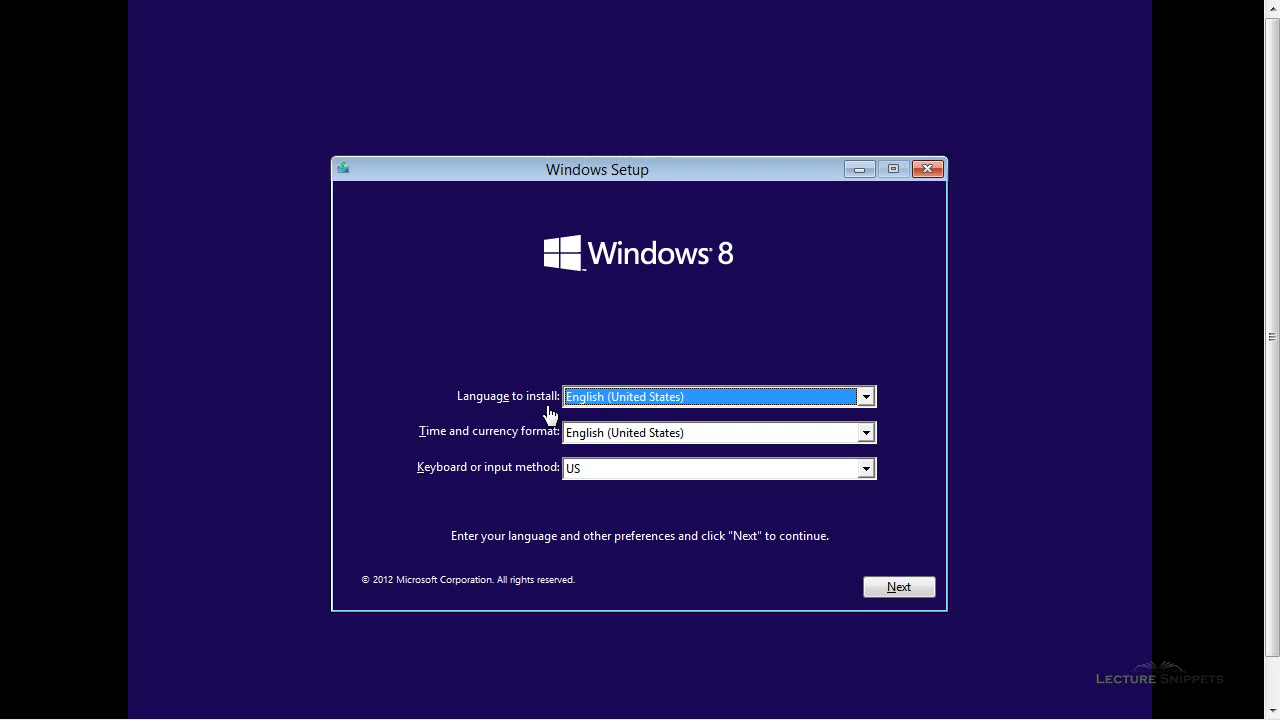 Windows Setup
Windows 8
Language to install: English (United States)
Time and currency format: English (United States)
Keyboard or input method: US
Enter your language and other preferences and click "Next" to continue.
© 2012 Microsoft Corporation. All rights reserved.
Next
LECTURE SNIPPETS